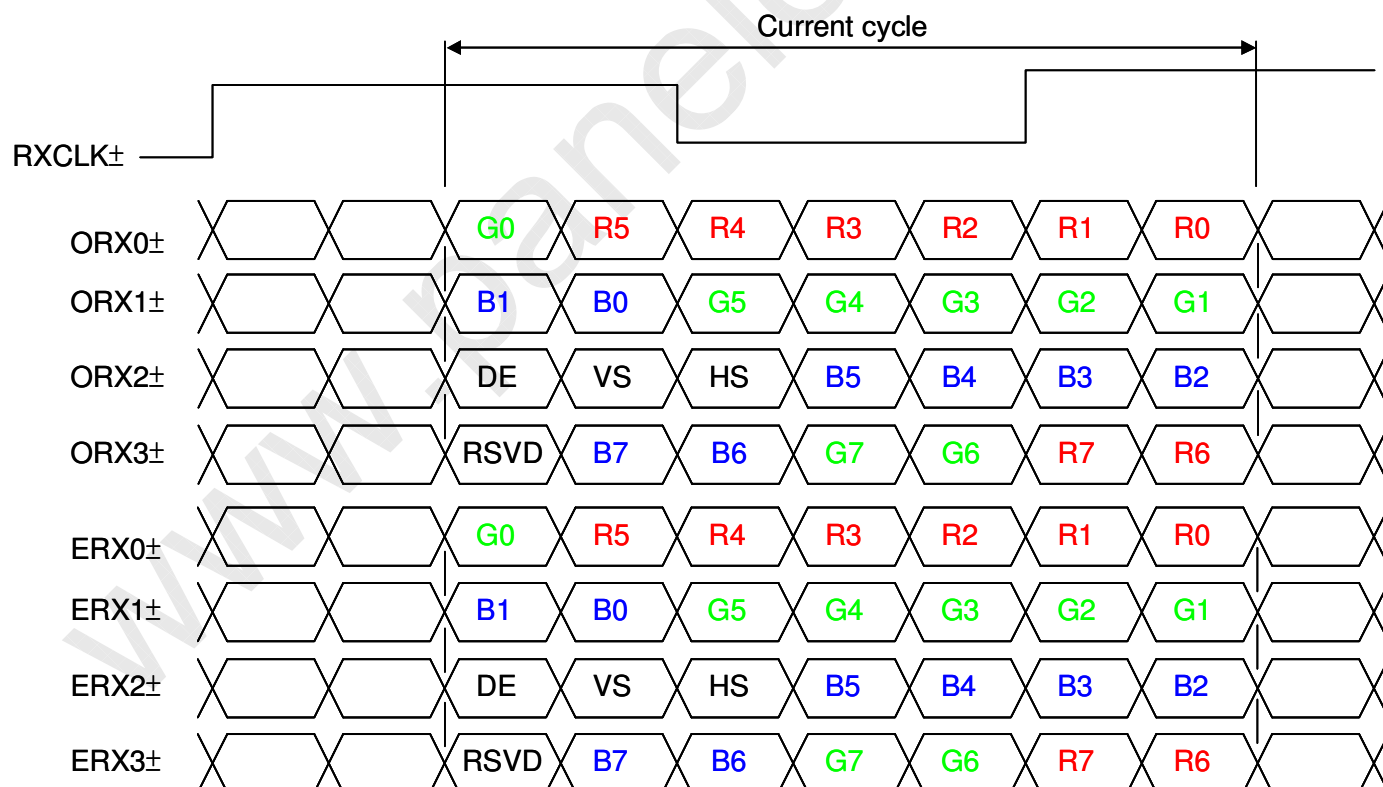 Current cycle
RXCLK±
ORX0± G0 R5 R4 R3 R2 R1 R0
ORX1± B1 B0 G5 G4 G3 G2 G1
ORX2± DE VS HS B5 B4 B3 B2
ORX3± RSVD B7 B6 G7 G6 R7 R6
ERX0± G0 R5 R4 R3 R2 R1 R0
ERX1± B1 B0 G5 G4 G3 G2 G1
ERX2± DE VS HS B5 B4 B3 B2
ERX3± RSVD B7 B6 G7 G6 R7 R6
www.panel